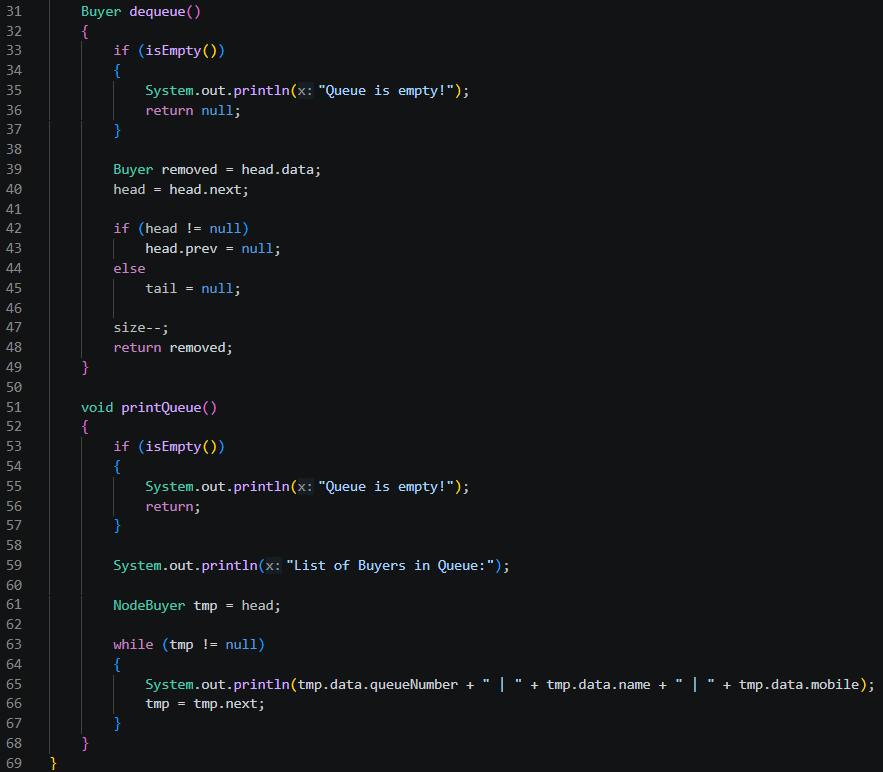 31 Buyer dequeue()
32 {
33 if (isEmpty())
34 {
35 System.out.println(x: "Queue is empty!");
36 return null;
37 }
38
39 Buyer removed = head.data;
40 head = head.next;
41
42 if (head != null)
43 head.prev = null;
44 else
45 tail = null;
46
47 size--;
48 return removed;
49 }
50
51 void printQueue()
52 {
53 if (isEmpty())
54 {
55 System.out.println(x: "Queue is empty!");
56 return;
57 }
58
59 System.out.println(x: "List of Buyers in Queue:");
60
61 NodeBuyer tmp = head;
62
63 while (tmp != null)
64 {
65 System.out.println(tmp.data.queueNumber + " | " + tmp.data.name + " | " + tmp.data.mobile);
66 tmp = tmp.next;
67 }
68 }
69 }